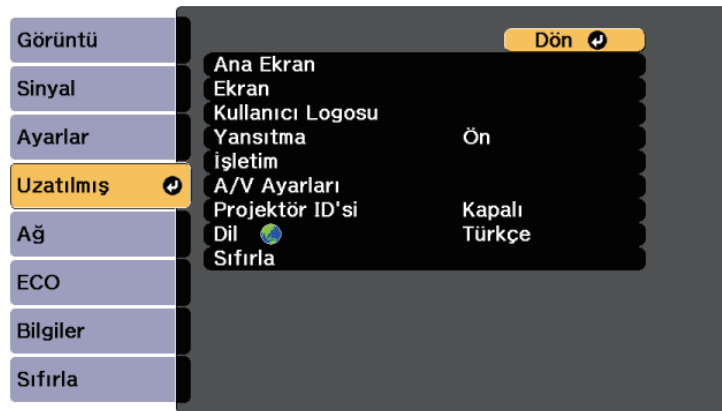 Görüntü
Sinyal
Ayarlar
Uzatılmış
Ağ
ECO
Bilgiler
Sıfırla
Dön
Ana Ekran
Ekran
Kullanıcı Logosu
Yansıtma Ön
İşletim
A/V Ayarları
Projektör ID'si Kapalı
Dil Türkçe
Sıfırla